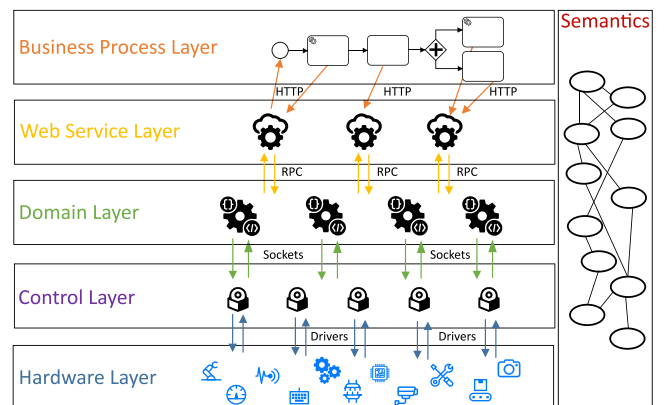 Semantics
Business Process Layer
HTTP HTTP HTTP
Web Service Layer
RPC RPC RPC
Domain Layer
Sockets Sockets
Control Layer
Drivers Drivers
Hardware Layer